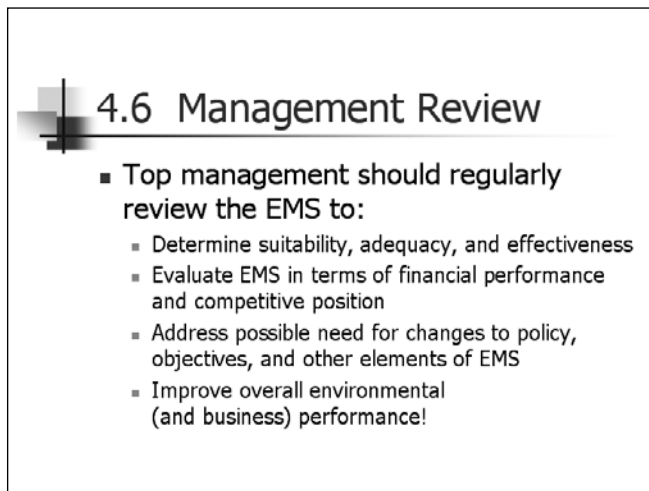 4.6 Management Review
Top management should regularly
review the EMS to:
Determine suitability, adequacy, and effectiveness
Evaluate EMS in terms of financial performance
and competitive position
Address possible need for changes to policy,
objectives, and other elements of EMS
Improve overall environmental
(and business) performance!